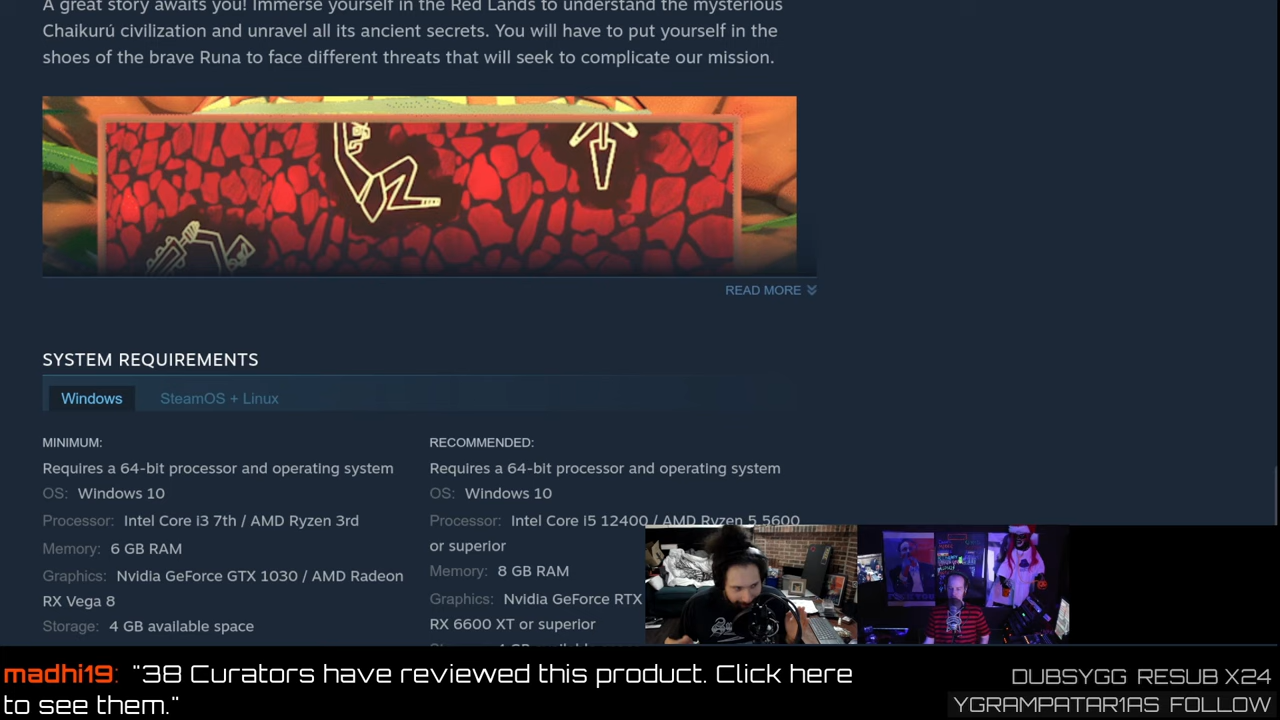 A great story awaits you! Immerse yourself in the Red Lands to understand the mysterious
Chaikurú civilization and unravel all its ancient secrets. You will have to put yourself in the
shoes of the brave Runa to face different threats that will seek to complicate our mission.
READ MORE
SYSTEM REQUIREMENTS
Windows SteamOS + Linux
MINIMUM:
Requires a 64-bit processor and operating system
OS: Windows 10
Processor: Intel Core i3 7th / AMD Ryzen 3rd
Memory: 6 GB RAM
Graphics: Nvidia GeForce GTX 1030 / AMD Radeon
RX Vega 8
Storage: 4 GB available space
RECOMMENDED:
Requires a 64-bit processor and operating system
OS: Windows 10
Processor: Intel Core i5 12400 / AMD Ryzen 5 5600
or superior
Memory: 8 GB RAM
Graphics: Nvidia GeForce RTX
RX 6600 XT or superior
madhi19: "38 Curators have reviewed this product. Click here
to see them."
DUBSYGG RESUB X24
YGRAMPATAR1AS FOLLOW